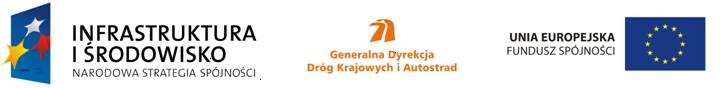 INFRASTRUKTURA
I ŚRODOWISKO
NARODOWA STRATEGIA SPÓJNOŚCI
Generalna Dyrekcja
Dróg Krajowych i Autostrad
UNIA EUROPEJSKA
FUNDUSZ SPÓJNOŚCI